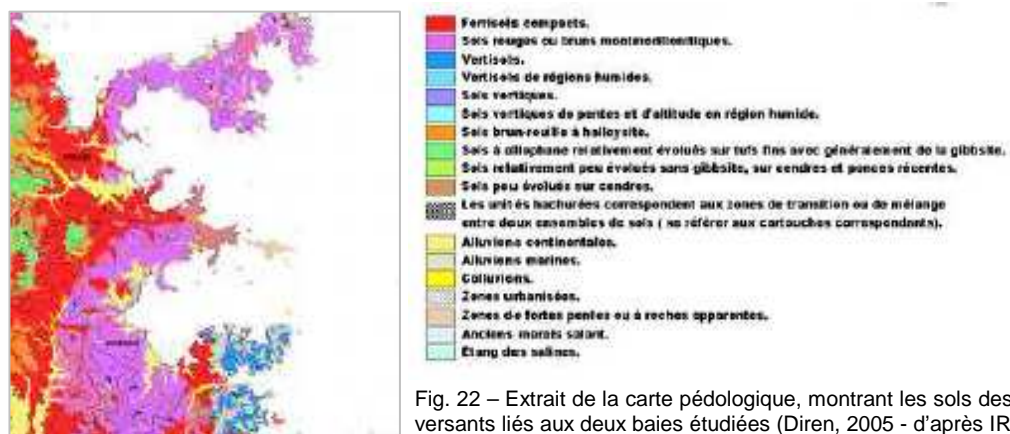 Ferrisols compacts.
Sols rouges ou bruns montmorillonitiques.
Vertisols.
Vertisols de régions humides.
Sols vertiques.
Sols vertiques de pentes et d'altitude en région humide.
Sols brun-rouille à halloysite.
Sols à allophane relativement évolués sur tufs fins avec généralement de la gibbsite.
Sols relativement peu évolués sans gibbsite, sur cendres et ponces récentes.
Sols peu évolués sur cendres.
Les unités hachurées correspondent aux zones de transition ou de mélange
entre deux ensembles de sols ( se référer aux cartouches correspondants).
Alluvions continentales.
Alluvions marines.
Colluvions.
Zones urbanisées.
Zones de fortes pentes ou à roches apparentes.
Anciens marais salant.
Étang des salines.
Fig. 22 – Extrait de la carte pédologique, montrant les sols des
versants liés aux deux baies étudiées (Diren, 2005 - d'après IR